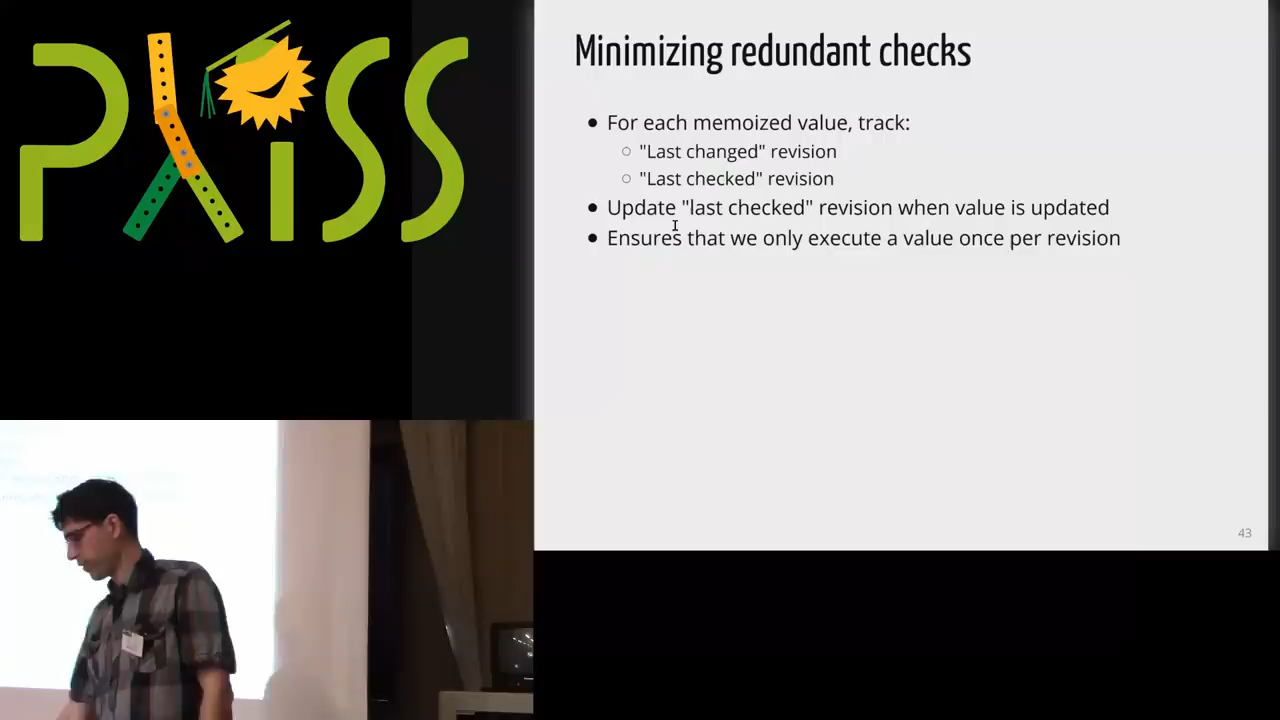 PLISS
Minimizing redundant checks
● For each memoized value, track:
○ "Last changed" revision
○ "Last checked" revision
● Update "last checked" revision when value is updated
● Ensures that we only execute a value once per revision
43